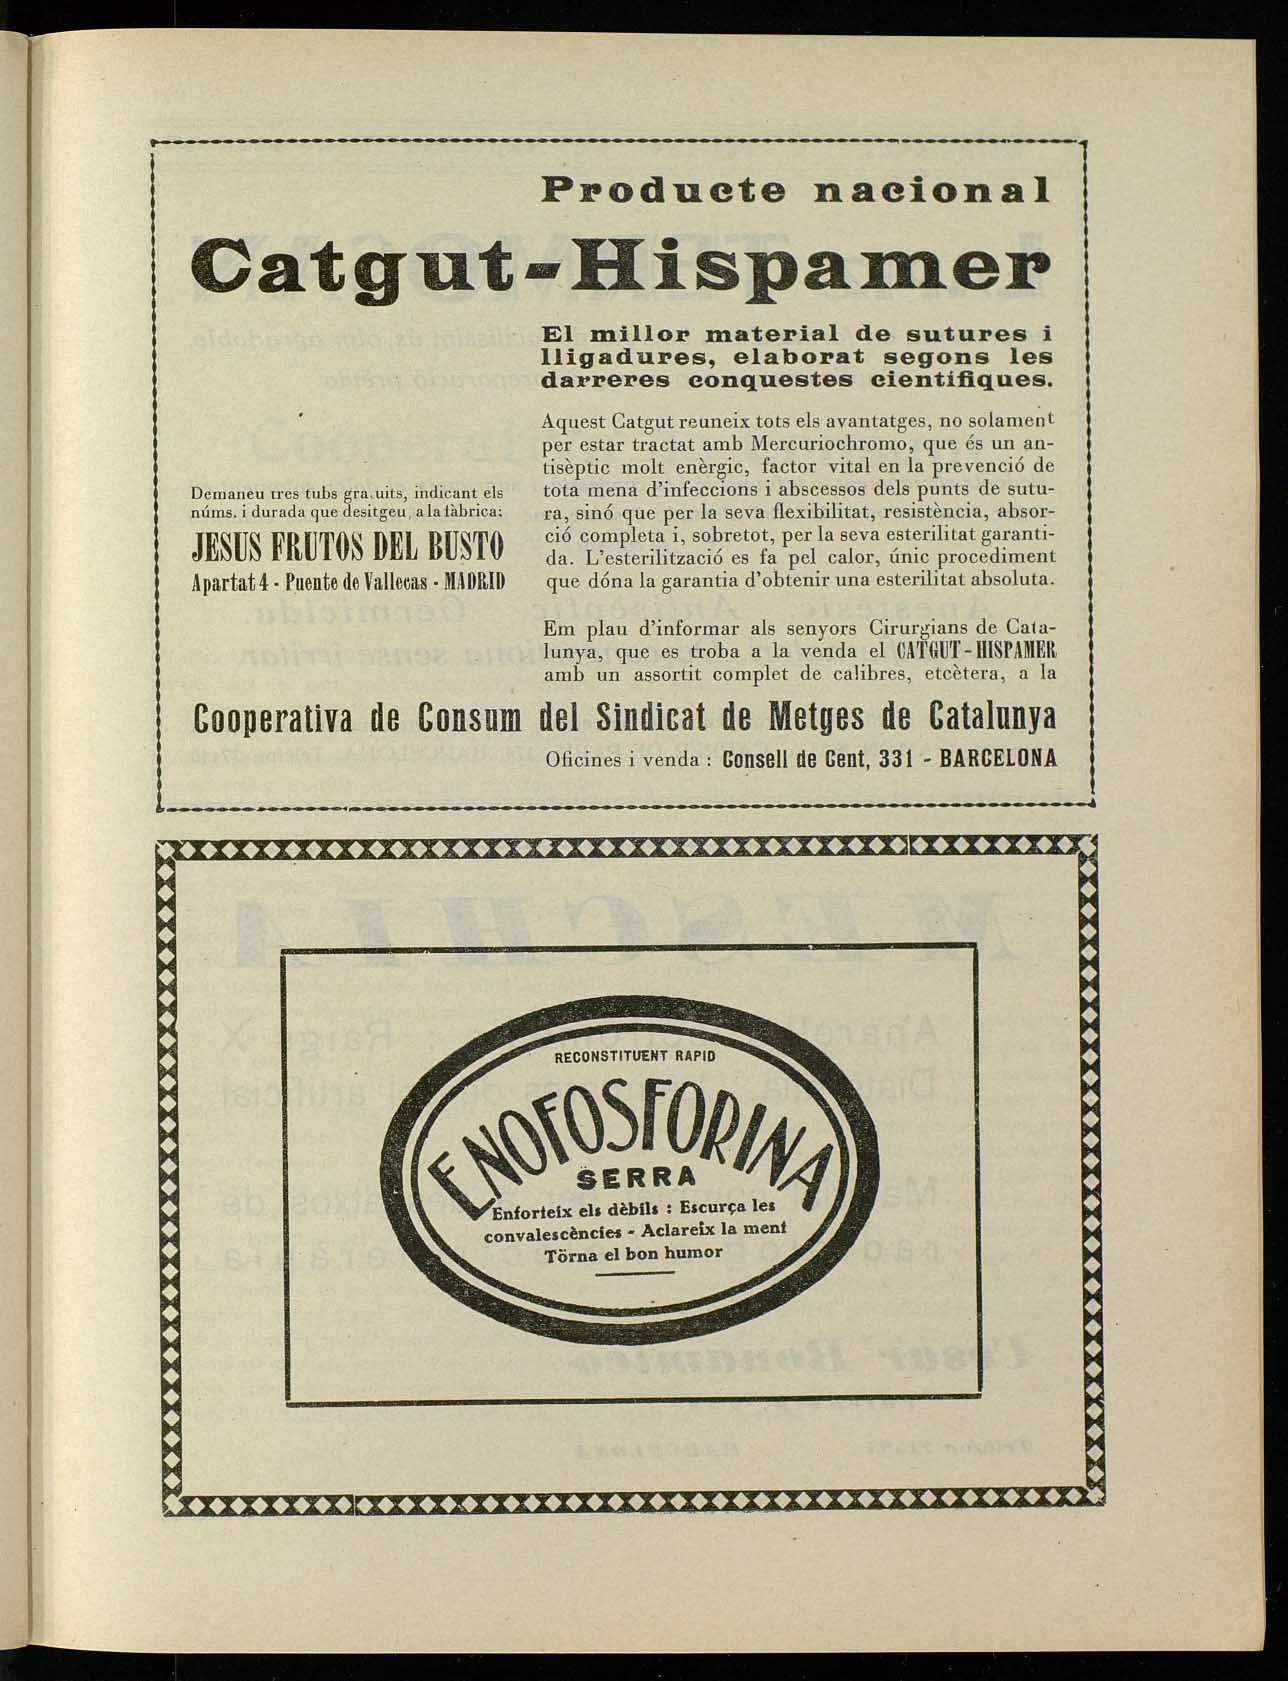 Producte nacional
Catgut-Hispamer
El millor material de sutures i
lligadures, elaborat segons les
darreres conquestes científiques.
Aquest Catgut reuneix tots els avantatges, no solament
per estar tractat amb Mercuriochromo, que és un an-
tisèptic molt enèrgic, factor vital en la prevenció de
tota mena d'infeccions i abscessos dels punts de sutu-
ra, sinó que per la seva flexibilitat, resistència, absor-
ció completa i, sobretot, per la seva esterilitat garanti-
da. L'esterilització es fa pel calor, únic procediment
que dóna la garantia d'obtenir una esterilitat absoluta.
Demaneu tres tubs gratuits, indicant els
núms. i durada que desitgeu, a la fàbrica:
JESUS FRUTOS DEL BUSTO
Apartat 4 - Puente de Vallecas - MADRID
Em plau d'informar als senyors Cirurgians de Cata-
lunya, que es troba a la venda el CATGUT-HISPAMER
amb un assortit complet de calibres, etcètera, a la
Cooperativa de Consum del Sindicat de Metges de Catalunya
Oficines i venda : Consell de Cent, 331 - BARCELONA
RECONSTITUENT RAPID
ENOFOSFORINA
SERRA
Enforteix els dèbils : Escurça les
convalescències - Aclareix la ment
Törna el bon humor